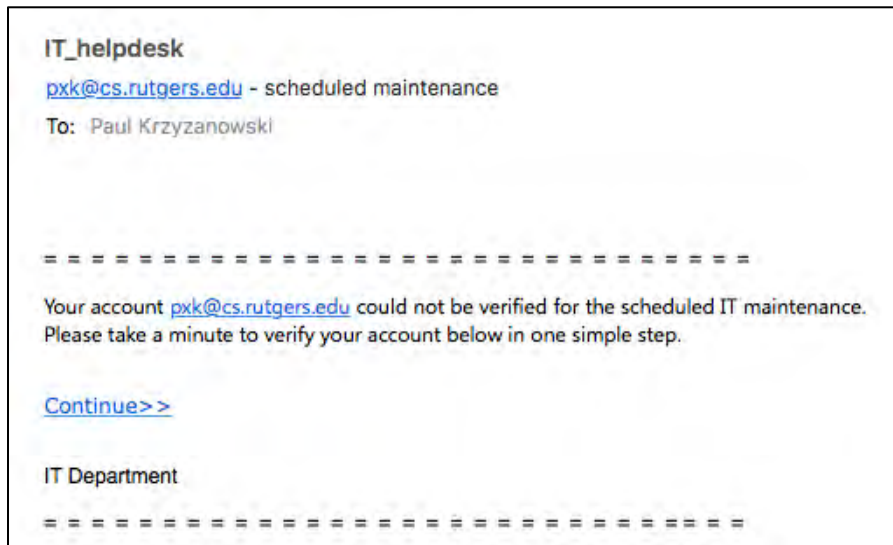 IT_helpdesk
pxk@cs.rutgers.edu - scheduled maintenance
To: Paul Krzyzanowski
= = = = = = = = = = = = = = = = = = = = = = = = = = = = = =
Your account pxk@cs.rutgers.edu could not be verified for the scheduled IT maintenance.
Please take a minute to verify your account below in one simple step.
Continue>>
IT Department
= = = = = = = = = = = = = = = = = = = = = = = = = = = == = =